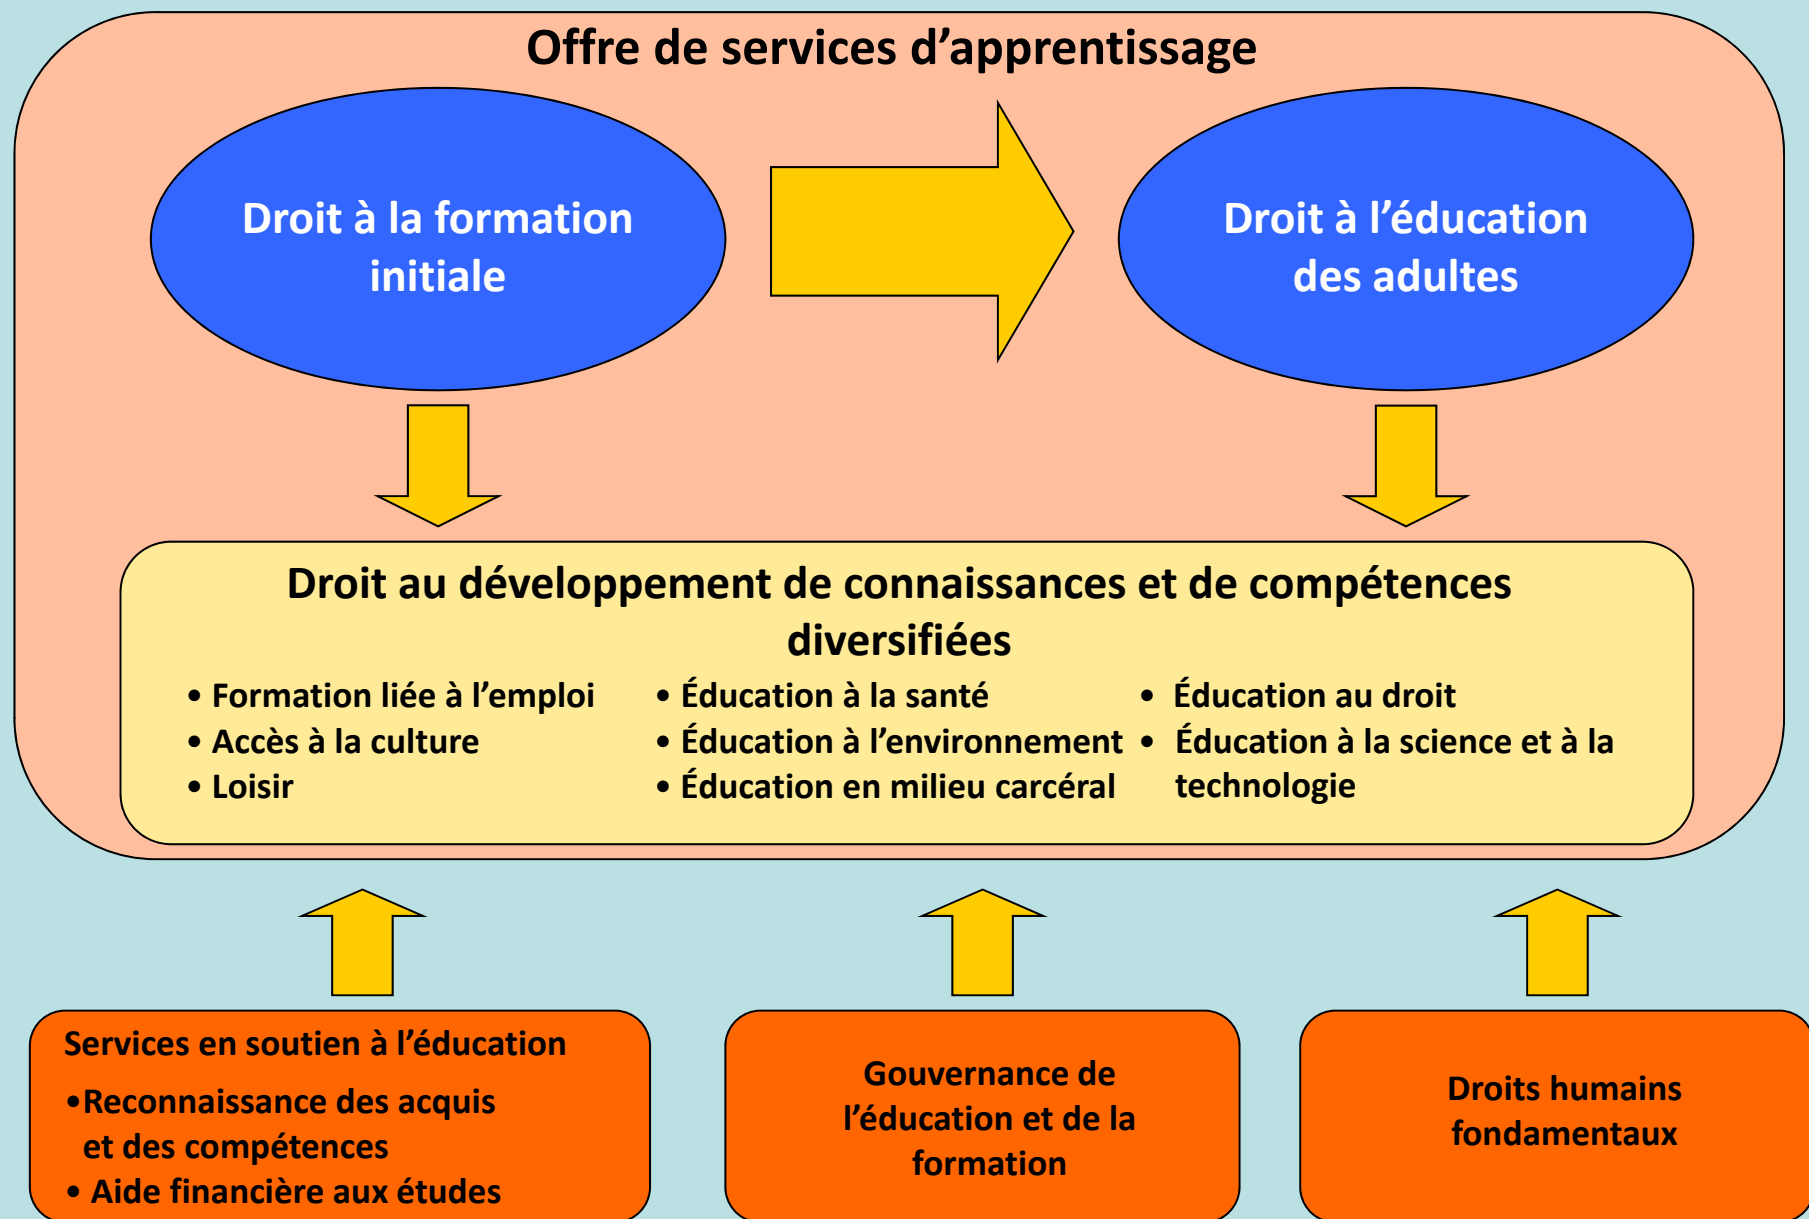 Offre de services d’apprentissage
Droit à la formation
initiale
Droit à l’éducation
des adultes
Droit au développement de connaissances et de compétences
diversifiées
• Formation liée à l’emploi
• Accès à la culture
• Loisir
• Éducation à la santé
• Éducation à l’environnement
• Éducation en milieu carcéral
• Éducation au droit
• Éducation à la science et à la
technologie
Services en soutien à l’éducation
•Reconnaissance des acquis
et des compétences
• Aide financière aux études
Gouvernance de
l’éducation et de la
formation
Droits humains
fondamentaux